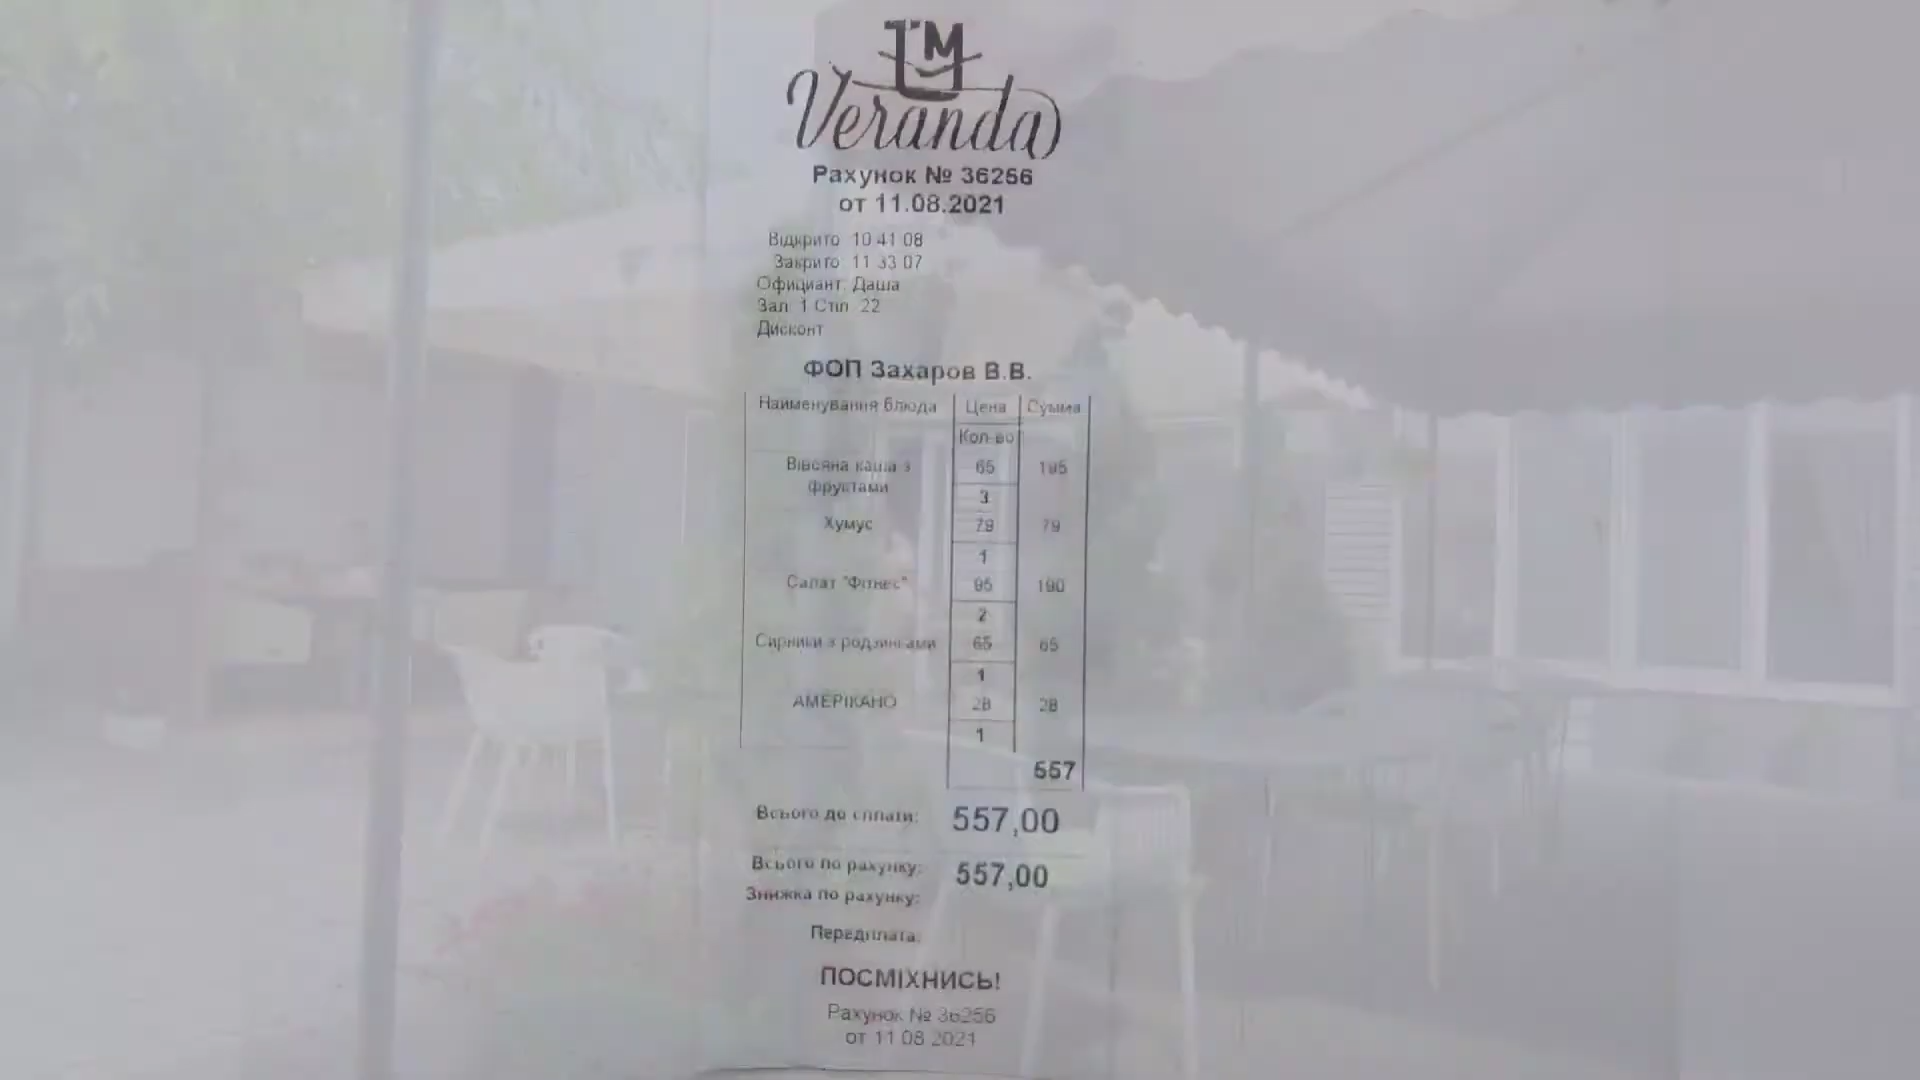 I'M
Veranda
Рахунок № 36256
от 11.08.2021
Відкрито: 10 41 08
Закрито: 11 33 07
Официант: Даша
Зал: 1 Стіл: 22
Дисконт
ФОП Захаров В.В.
Наименування блюда Цена Сумма
Кол-во
Вівсяна каша з 65 195
фруктами
3
Хумус 79 79
1
Салат "Фітнес" 95 190
2
Сирники з родзинками 65 65
1
АМЕРІКАНО 28 28
1
557
Всього до сплати: 557,00
Всього по рахунку: 557,00
Знижка по рахунку:
Передплата:
ПОСМІХНИСЬ!
Рахунок № 36256
от 11 08 2021